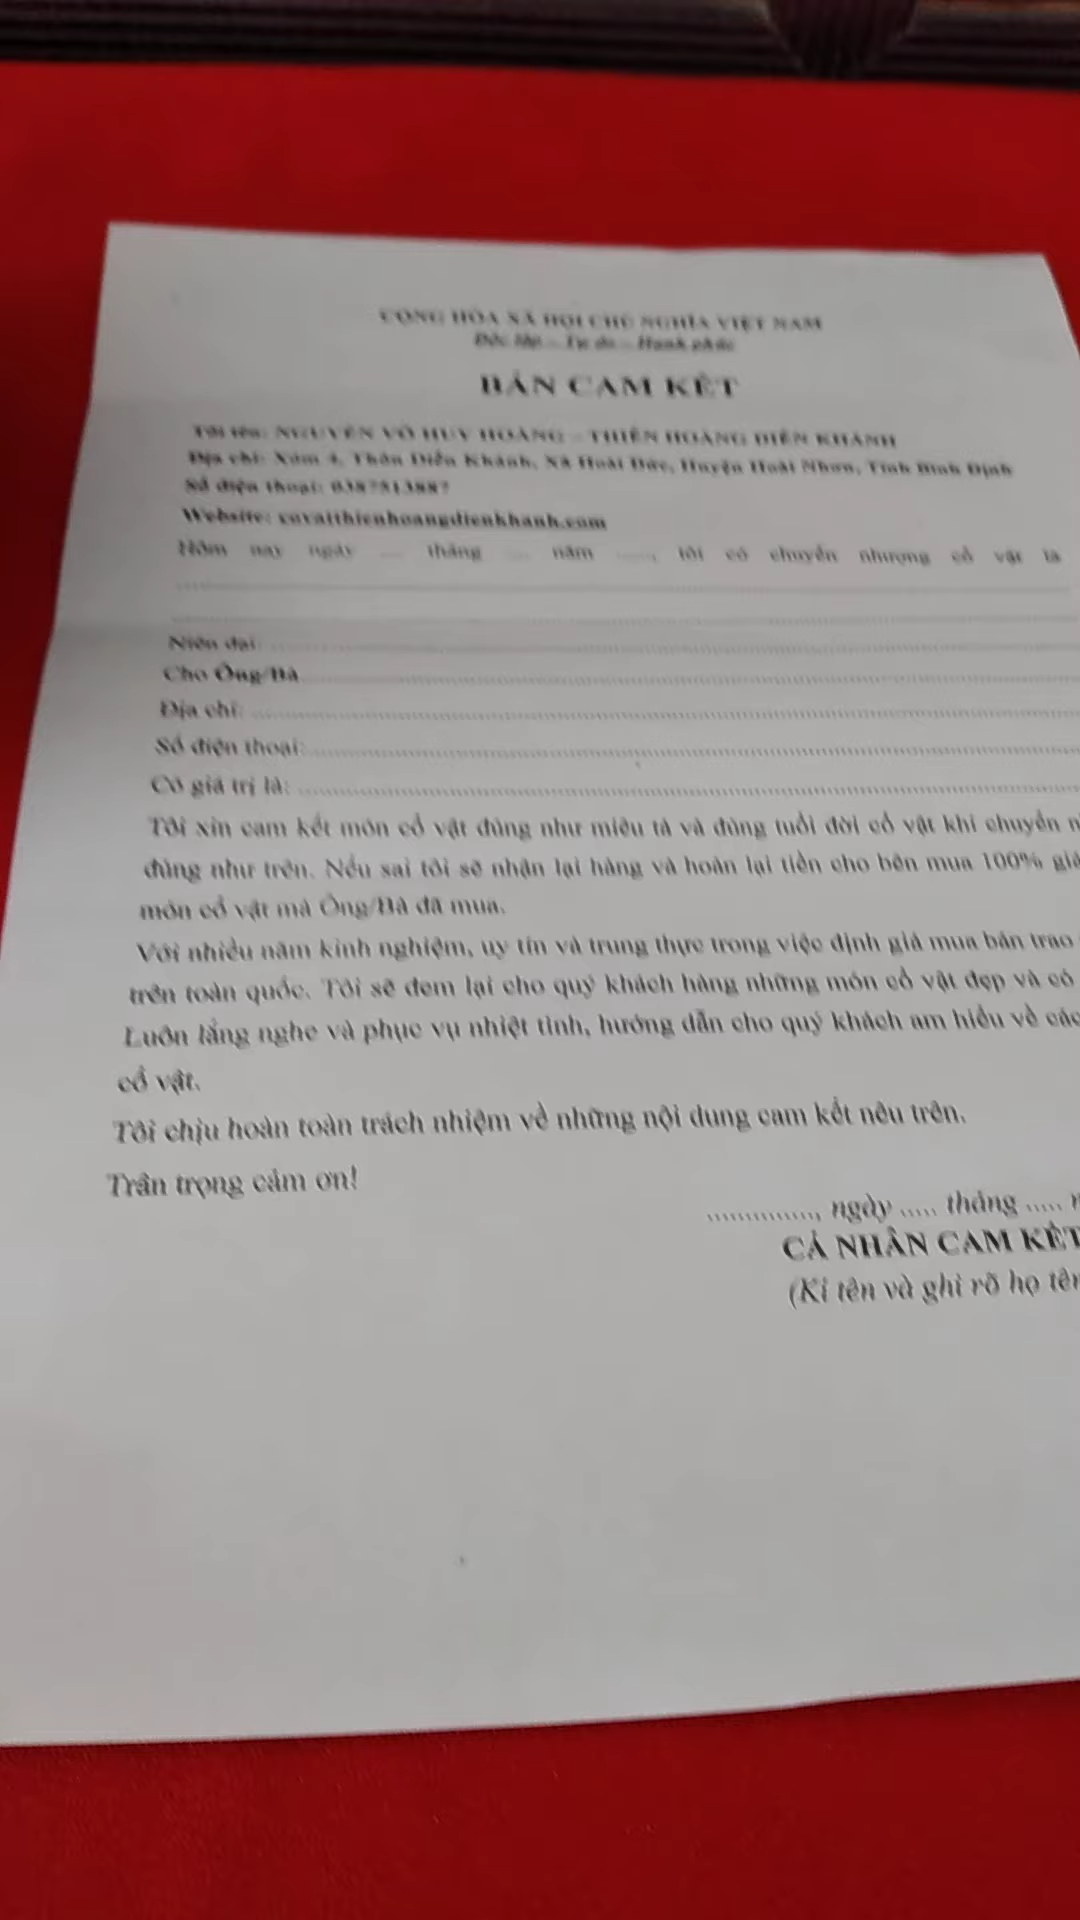 CỘNG HÒA XÃ HỘI CHỦ NGHĨA VIỆT NAM
Độc lập – Tự do – Hạnh phúc
BẢN CAM KẾT
Tôi tên: NGUYỄN VÕ HUY HOÀNG – THIÊN HOÀNG DIỄN KHÁNH
Địa chỉ: Xóm 4, Thôn Diễn Khánh, Xã Hoài Đức, Huyện Hoài Nhơn, Tỉnh Bình Định
Số điện thoại: 0387513887
Website: covatthienhoangdienkhanh.com
Hôm nay ngày .... tháng .... năm ......, tôi có chuyển nhượng cổ vật là
Niên đại:
Cho Ông/Bà
Địa chỉ:
Số điện thoại:
Có giá trị là:
Tôi xin cam kết món cổ vật đúng như miêu tả và đúng tuổi đời cổ vật khi chuyển
đúng như trên. Nếu sai tôi sẽ nhận lại hàng và hoàn lại tiền cho bên mua 100% giá
món cổ vật mà Ông/Bà đã mua.
Với nhiều năm kinh nghiệm, uy tín và trung thực trong việc định giá mua bán trao
trên toàn quốc. Tôi sẽ đem lại cho quý khách hàng những món cổ vật đẹp và có
Luôn lắng nghe và phục vụ nhiệt tình, hướng dẫn cho quý khách am hiểu về các
cổ vật.
Tôi chịu hoàn toàn trách nhiệm về những nội dung cam kết nêu trên.
Trân trọng cảm ơn!
..............., ngày ..... tháng .....
CÁ NHÂN CAM KẾT
(Kí tên và ghi rõ họ tên